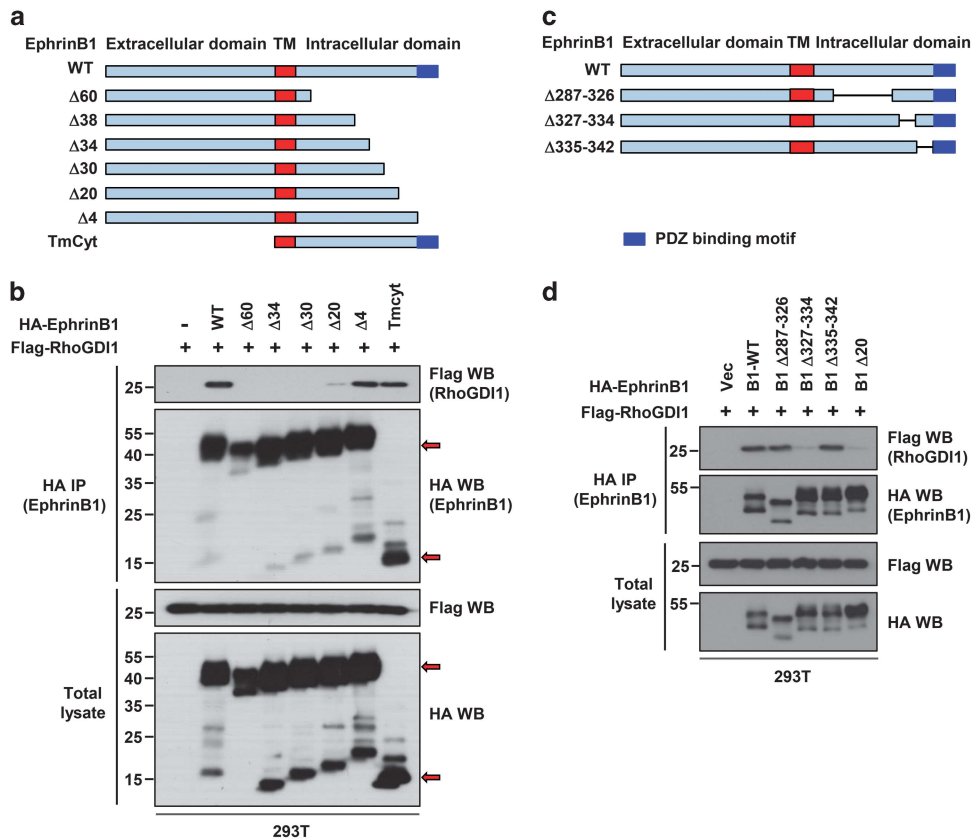 a
EphrinB1 Extracellular domain TM Intracellular domain
WT
Δ60
Δ38
Δ34
Δ30
Δ20
Δ4
TmCyt
c
EphrinB1 Extracellular domain TM Intracellular domain
WT
Δ287-326
Δ327-334
Δ335-342
PDZ binding motif
b
HA-EphrinB1 - WT Δ60 Δ34 Δ30 Δ20 Δ4 Tmcyt
Flag-RhoGDI1 + + + + + + + +
HA IP
(EphrinB1)
25
Flag WB
(RhoGDI1)
55
40
35
25
15
HA WB
(EphrinB1)
Total
lysate
25
Flag WB
55
40
35
25
15
HA WB
293T
d
HA-EphrinB1 Vec B1-WT B1 Δ287-326 B1 Δ327-334 B1 Δ335-342 B1 Δ20
Flag-RhoGDI1 + + + + + +
HA IP
(EphrinB1)
25
Flag WB
(RhoGDI1)
55
HA WB
(EphrinB1)
Total
lysate
25
Flag WB
55
HA WB
293T